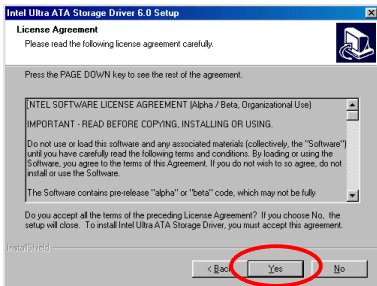 Intel Ultra ATA Storage Driver 6.0 Setup
License Agreement
Please read the following license agreement carefully.
Press the PAGE DOWN key to see the rest of the agreement.
INTEL SOFTWARE LICENSE AGREEMENT (Alpha / Beta, Organizational Use)
IMPORTANT - READ BEFORE COPYING, INSTALLING OR USING.
Do not use or load this software and any associated materials (collectively, the "Software")
until you have carefully read the following terms and conditions. By loading or using the
Software, you agree to the terms of this Agreement. If you do not wish to so agree, do not
install or use the Software.
The Software contains pre-release "alpha" or "beta" code, which may not be fully
Do you accept all the terms of the preceding License Agreement? If you choose No, the
setup will close. To install Intel Ultra ATA Storage Driver, you must accept this agreement.
InstallShield
< Back
Yes
No